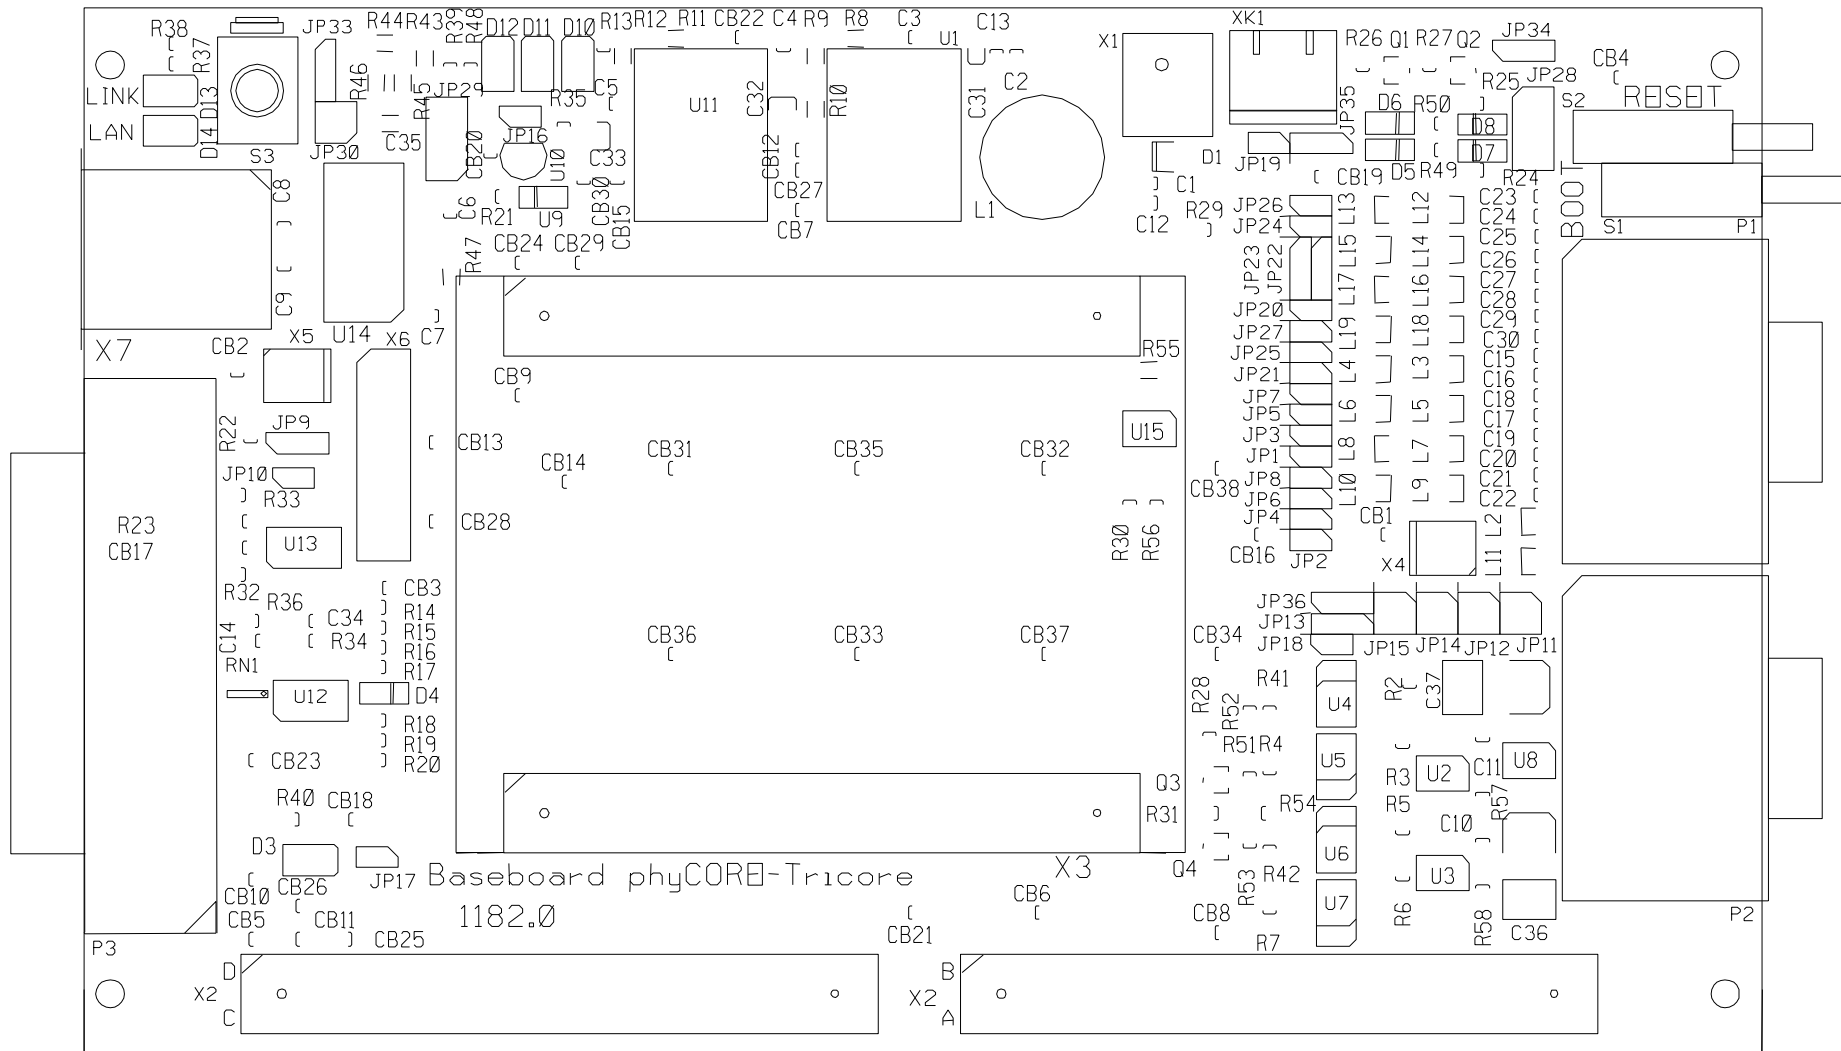 R38
R37
JP33
R44 R43
R39
R48
D12 D11 D10
R13 R12 R11 CB22 C4 R9 R8 C3
U1
C13
X1
XK1
R26 Q1 R27 Q2
JP34
CB4
LINK
D13
LAN
D14
S3
R46
R45
JP29
JP30
C35
R35
C5
U11
C32
R10
C31
C2
JP35
D6
R50
R25
JP28
S2
RESET
D8
D7
JP16
CB20
U10
C33
CB12
CB27
CB7
L1
D1
C1
C12
R29
JP19
CB19 D5 R49
R24
BOOT
S1
P1
C8
C9
C6
R21
U9
CB30
CB15
CB24 CB29
R47
X7
X5
U14
X6
C7
CB2
CB9
R55
JP26
JP24
JP23
JP22
JP20
JP27
JP25
JP21
JP7
JP5
JP3
JP1
JP8
JP6
JP4
JP2
L13 L12
L15 L14
L17 L16
L19 L18
L4 L3
L6 L5
L8 L7
L10 L9
C23
C24
C25
C26
C27
C28
C29
C30
C15
C16
C18
C17
C19
C20
C21
C22
R22
JP9
JP10
R33
CB13
CB14
CB31
CB35
CB32
U15
CB38
R23
CB17
U13
CB28
R30 R56
CB16
CB1
X4
L2
L11
R32
R36
C14
C34
R34
CB3
R14
R15
R16
R17
CB36
CB33
CB37
CB34
JP36
JP13
JP18
JP15 JP14 JP12 JP11
RN1
U12
D4
R18
R19
R20
CB23
R28
R52
R41
U4
R2
C37
R51 R4
U5
R3
U2
C11
U8
Q3
R31
R54
R5
R57
C10
R40
CB18
D3
JP17
CB10
CB26
CB5
CB11
CB25
Baseboard phyCORE-Tricore
1182.0
X3
Q4
R53
R42
U6
U3
CB6
CB21
CB8
R7
U7
R6
R58
C36
P2
P3
D
X2
C
B
X2
A